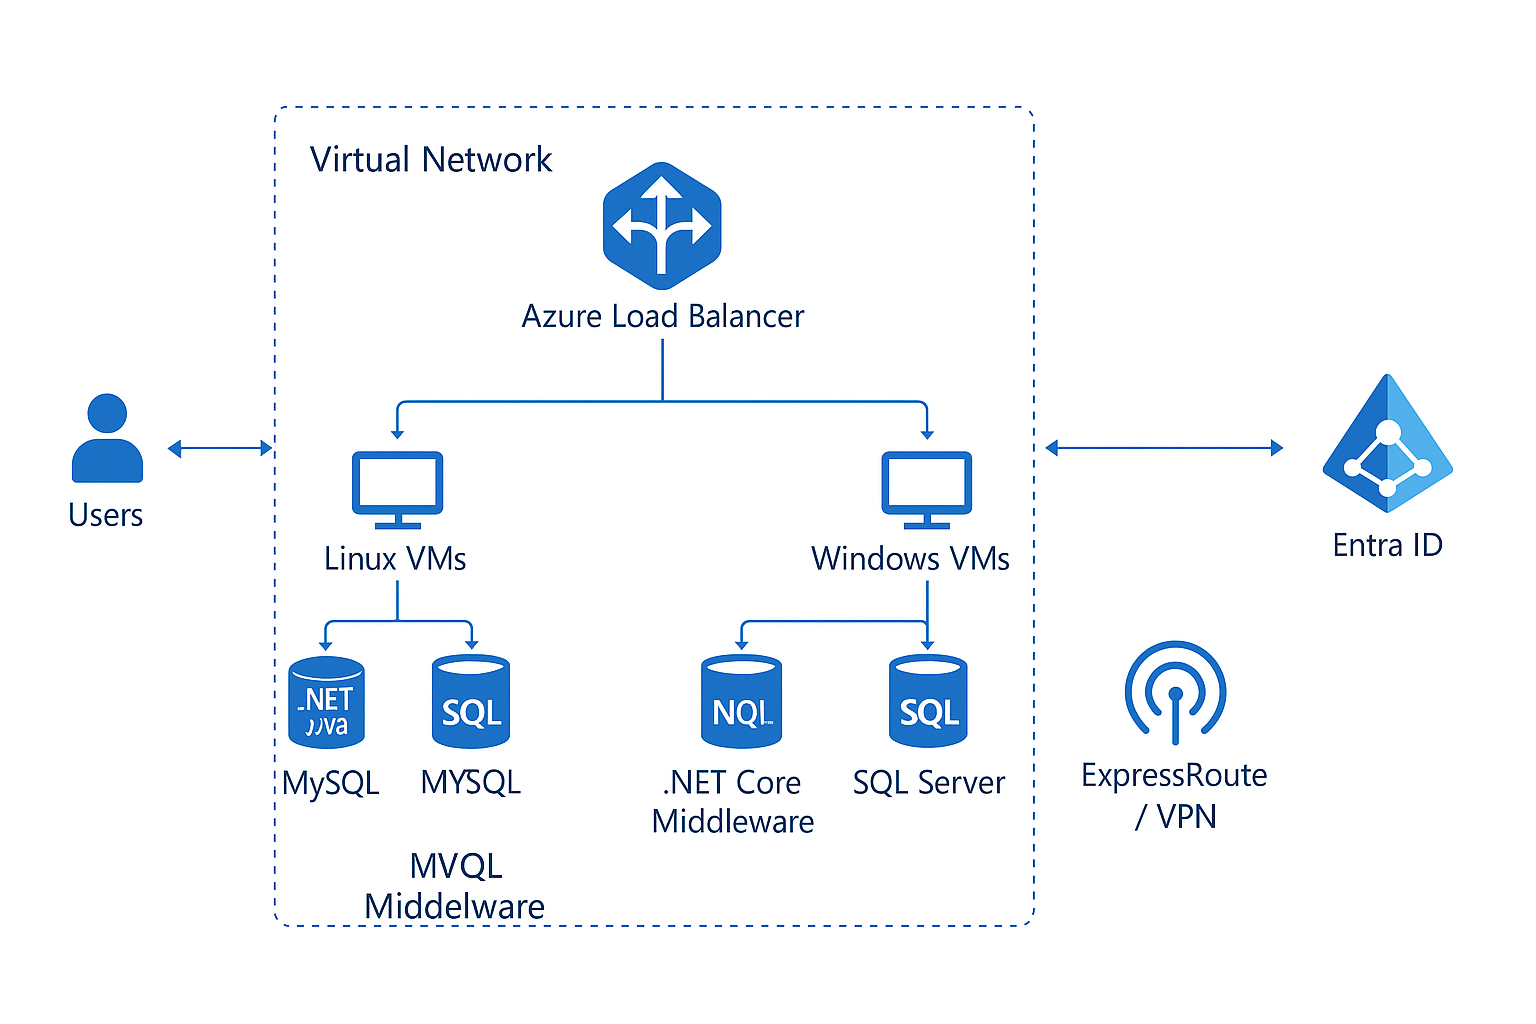 Virtual Network
Azure Load Balancer
Users
Linux VMs
Windows VMs
Entra ID
.NET
SQL
NQL
SQL
MySQL
MYSQL
.NET Core
Middleware
SQL Server
ExpressRoute
/ VPN
MVQL
Middelware